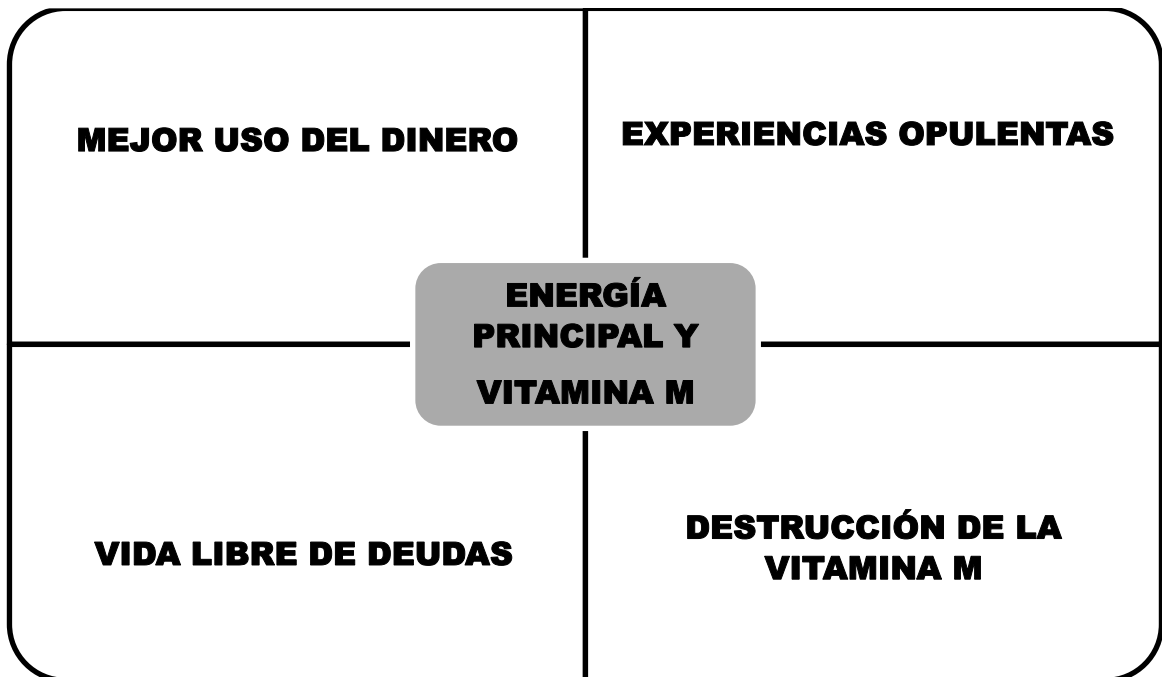 MEJOR USO DEL DINERO
EXPERIENCIAS OPULENTAS
ENERGÍA
PRINCIPAL Y
VITAMINA M
VIDA LIBRE DE DEUDAS
DESTRUCCIÓN DE LA
VITAMINA M